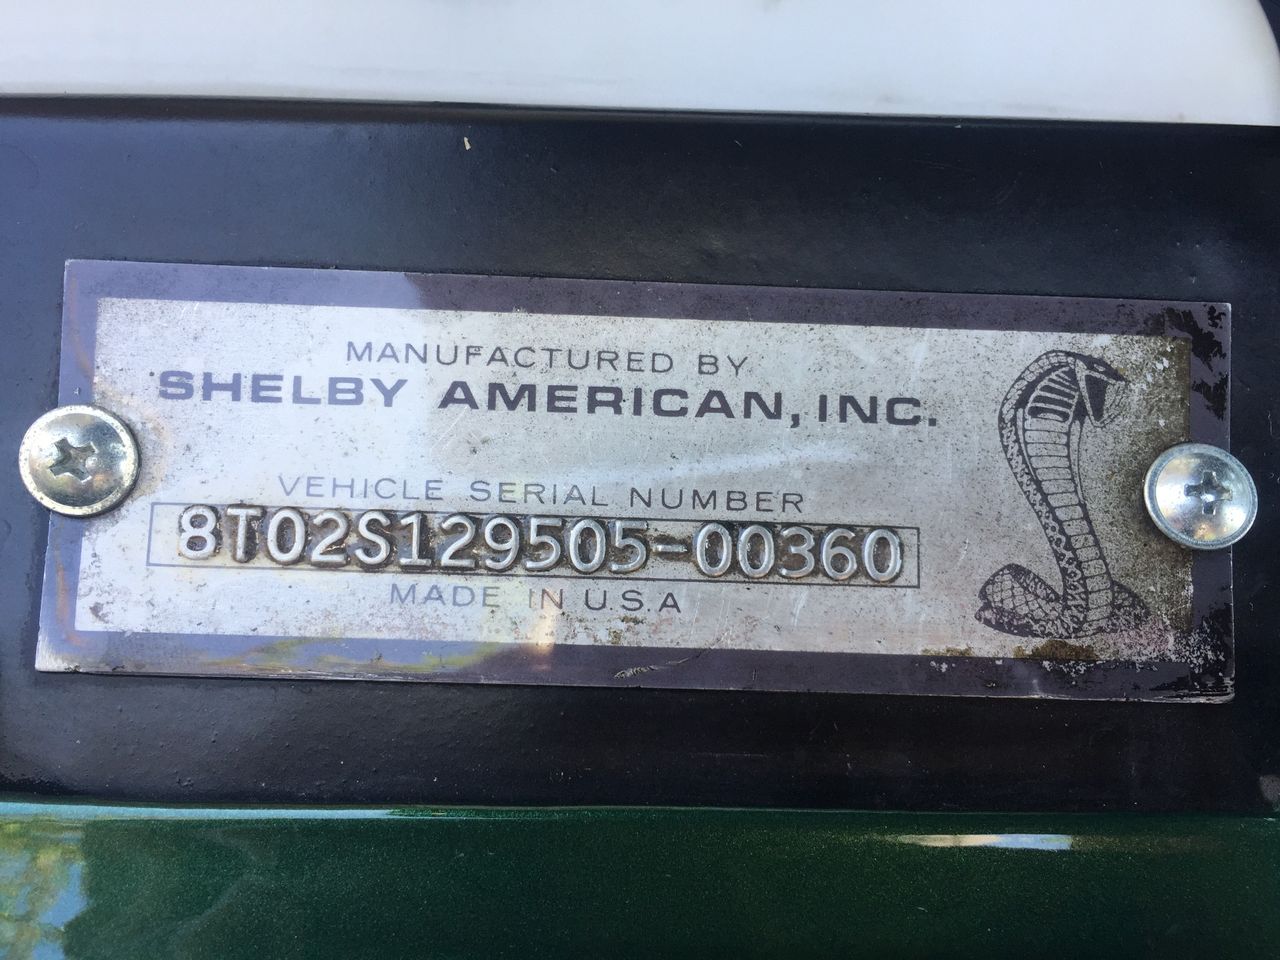 MANUFACTURED BY
SHELBY AMERICAN, INC.
VEHICLE SERIAL NUMBER
8T02S129505-00360
MADE IN U.S.A